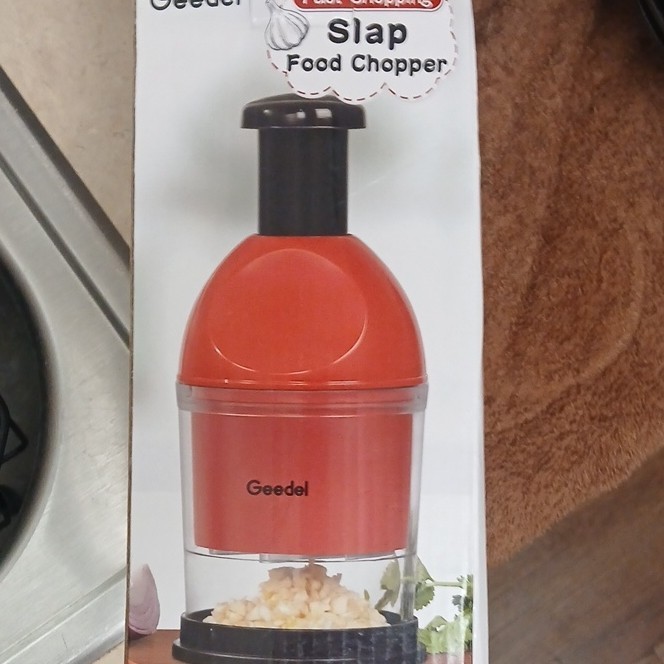 Geedel
Fast Chopping
Slap
Food Chopper
Geedel